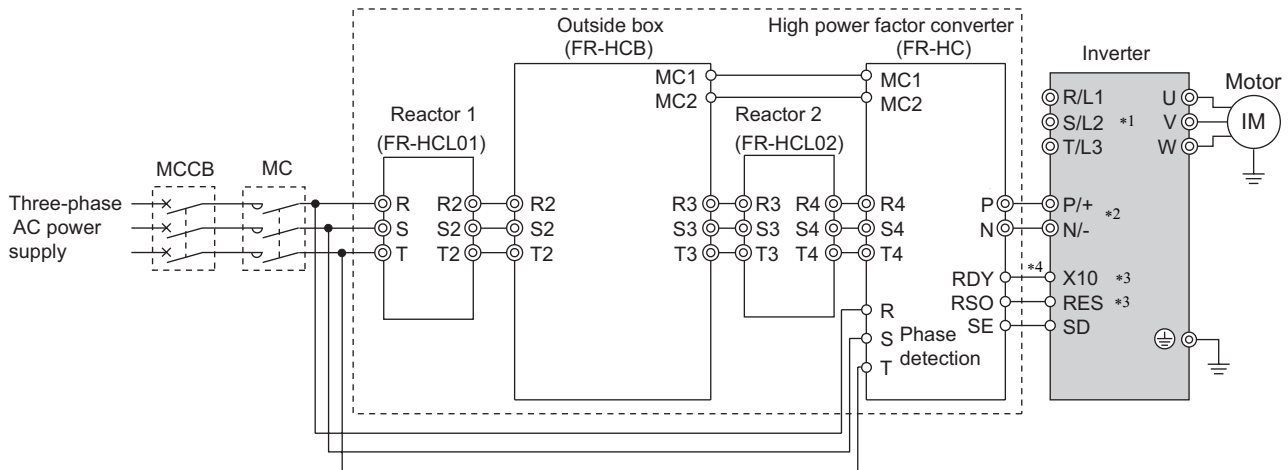 Outside box
(FR-HCB)
High power factor converter
(FR-HC)
Inverter
Motor
IM
MC1
MC2
MC1
MC2
R/L1
S/L2 *1
T/L3
U
V
W
Reactor 1
(FR-HCL01)
Reactor 2
(FR-HCL02)
MCCB
MC
Three-phase
AC power
supply
R R2 R2 R3 R3 R4 R4 P P/+
S S2 S2 S3 S3 S4 S4 N N/- *2
T T2 T2 T3 T3 T4 T4
RDY *4 X10 *3
RSO RES *3
SE SD
R
S
T
Phase
detection